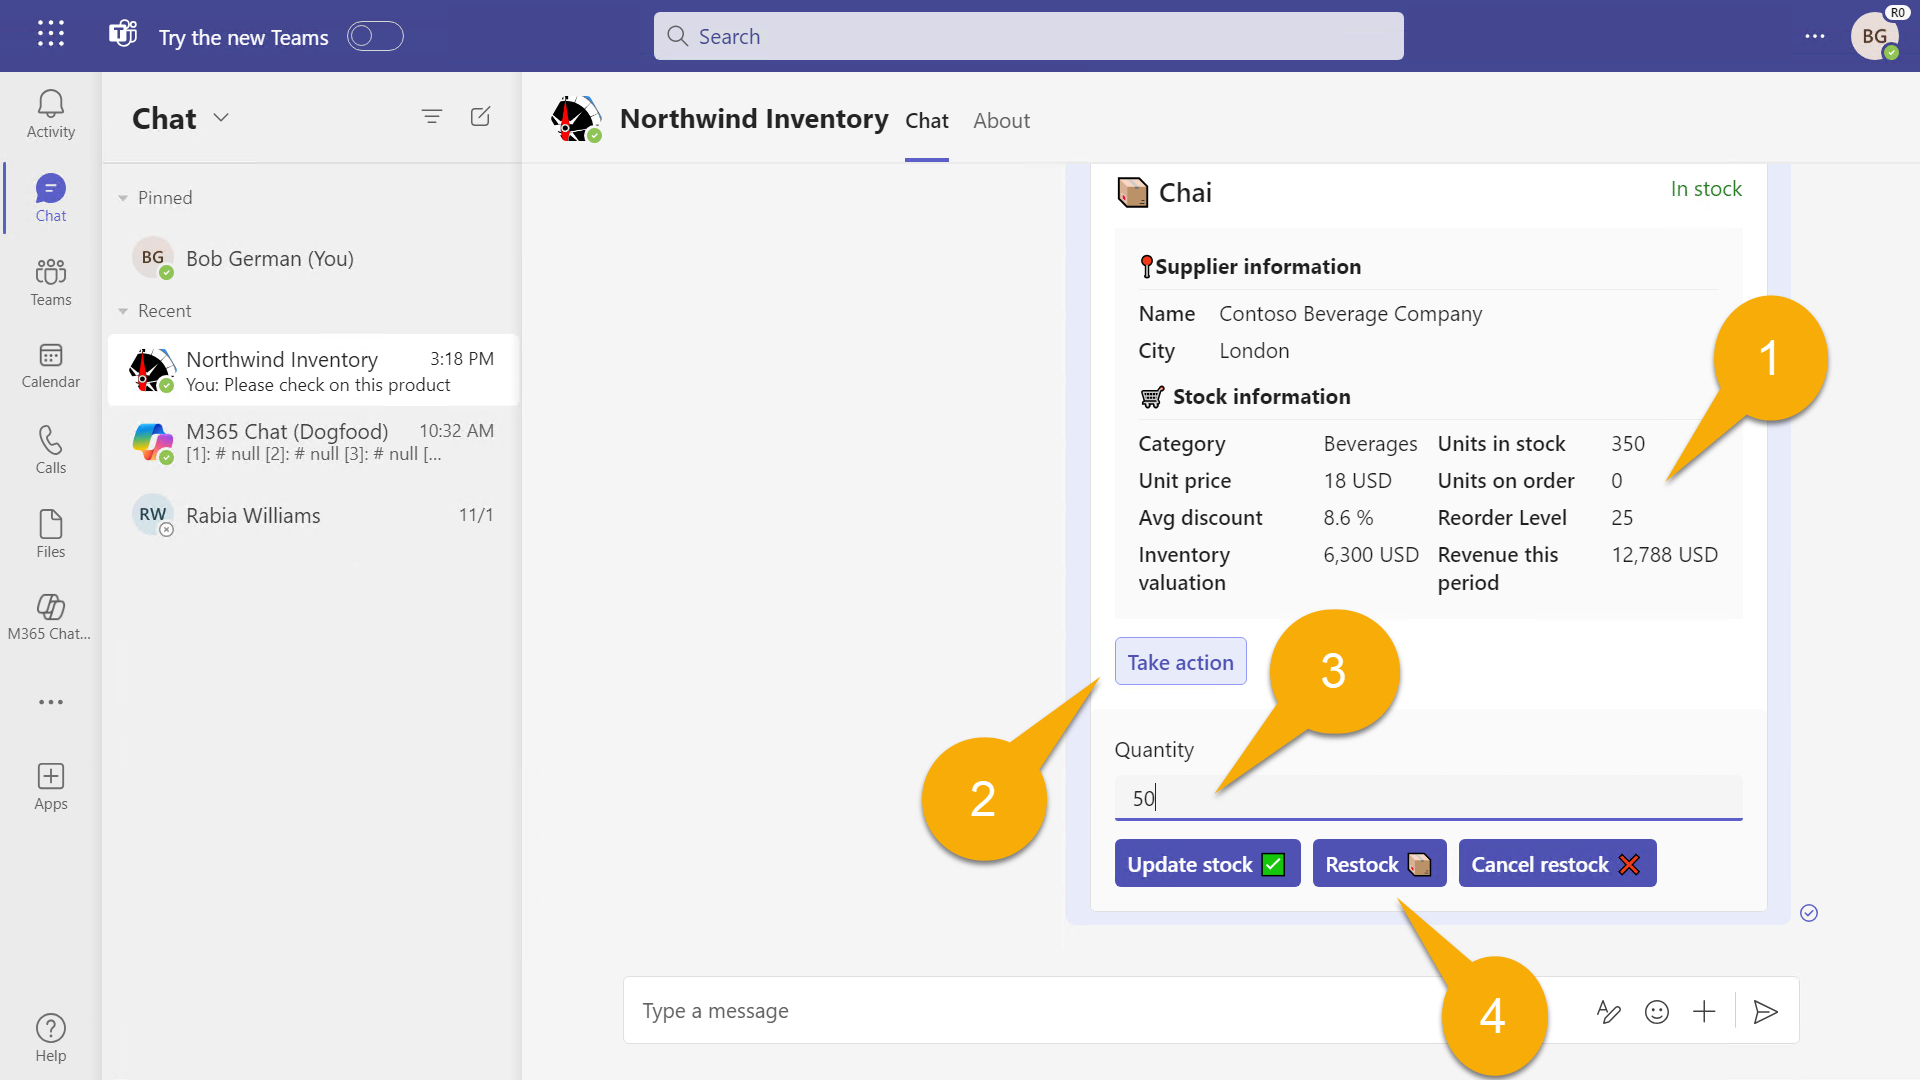 Try the new Teams
Search
R0
BG
Activity
Chat
Teams
Calendar
Calls
Files
M365 Chat...
Apps
Help
Chat
Pinned
BG Bob German (You)
Recent
Northwind Inventory 3:18 PM
You: Please check on this product
M365 Chat (Dogfood) 10:32 AM
[1]: # null [2]: # null [3]: # null [...
RW Rabia Williams 11/1
Northwind Inventory Chat About
Chai In stock
Supplier information
Name Contoso Beverage Company
City London
Stock information
Category Beverages Units in stock 350
Unit price 18 USD Units on order 0
Avg discount 8.6 % Reorder Level 25
Inventory valuation 6,300 USD Revenue this period 12,788 USD
1
Take action
3
2
Quantity
50
Update stock Restock Cancel restock
4
Type a message